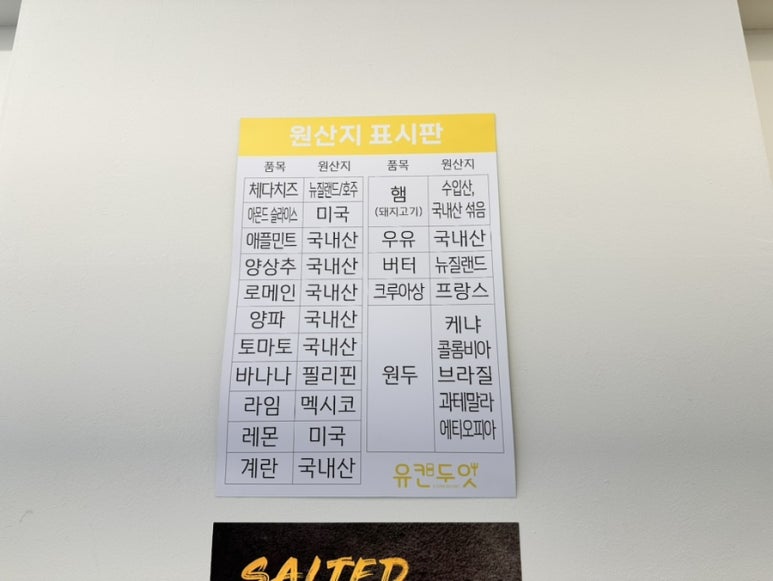 원산지 표시판
품목 원산지 품목 원산지
체다치즈 뉴질랜드/호주
아몬드 슬라이스 미국
애플민트 국내산
양상추 국내산
로메인 국내산
양파 국내산
토마토 국내산
바나나 필리핀
라임 멕시코
레몬 미국
계란 국내산
햄 수입산,
(돼지고기) 국내산 섞음
우유 국내산
버터 뉴질랜드
크루아상 프랑스
원두
케냐
콜롬비아
브라질
과테말라
에티오피아
유캔두잇
SALTED